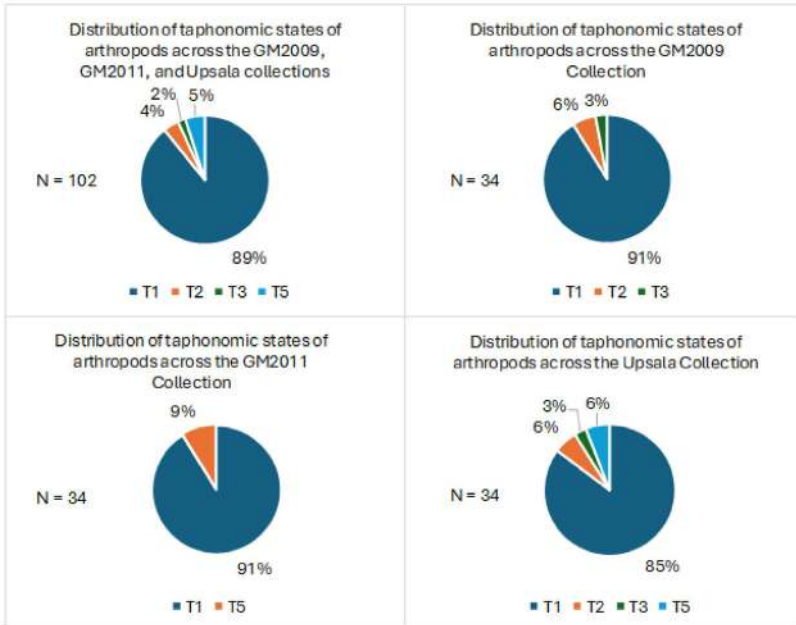 Distribution of taphonomic states of
arthropods across the GM2009,
GM2011, and Upsala collections
2% 5%
4%
N = 102
89%
T1 T2 T3 T5
Distribution of taphonomic states of
arthropods across the GM2009
Collection
6% 3%
N = 34
91%
T1 T2 T3
Distribution of taphonomic states of
arthropods across the GM2011
Collection
9%
N = 34
91%
T1 T5
Distribution of taphonomic states of
arthropods across the Upsala Collection
3% 6%
6%
N = 34
85%
T1 T2 T3 T5